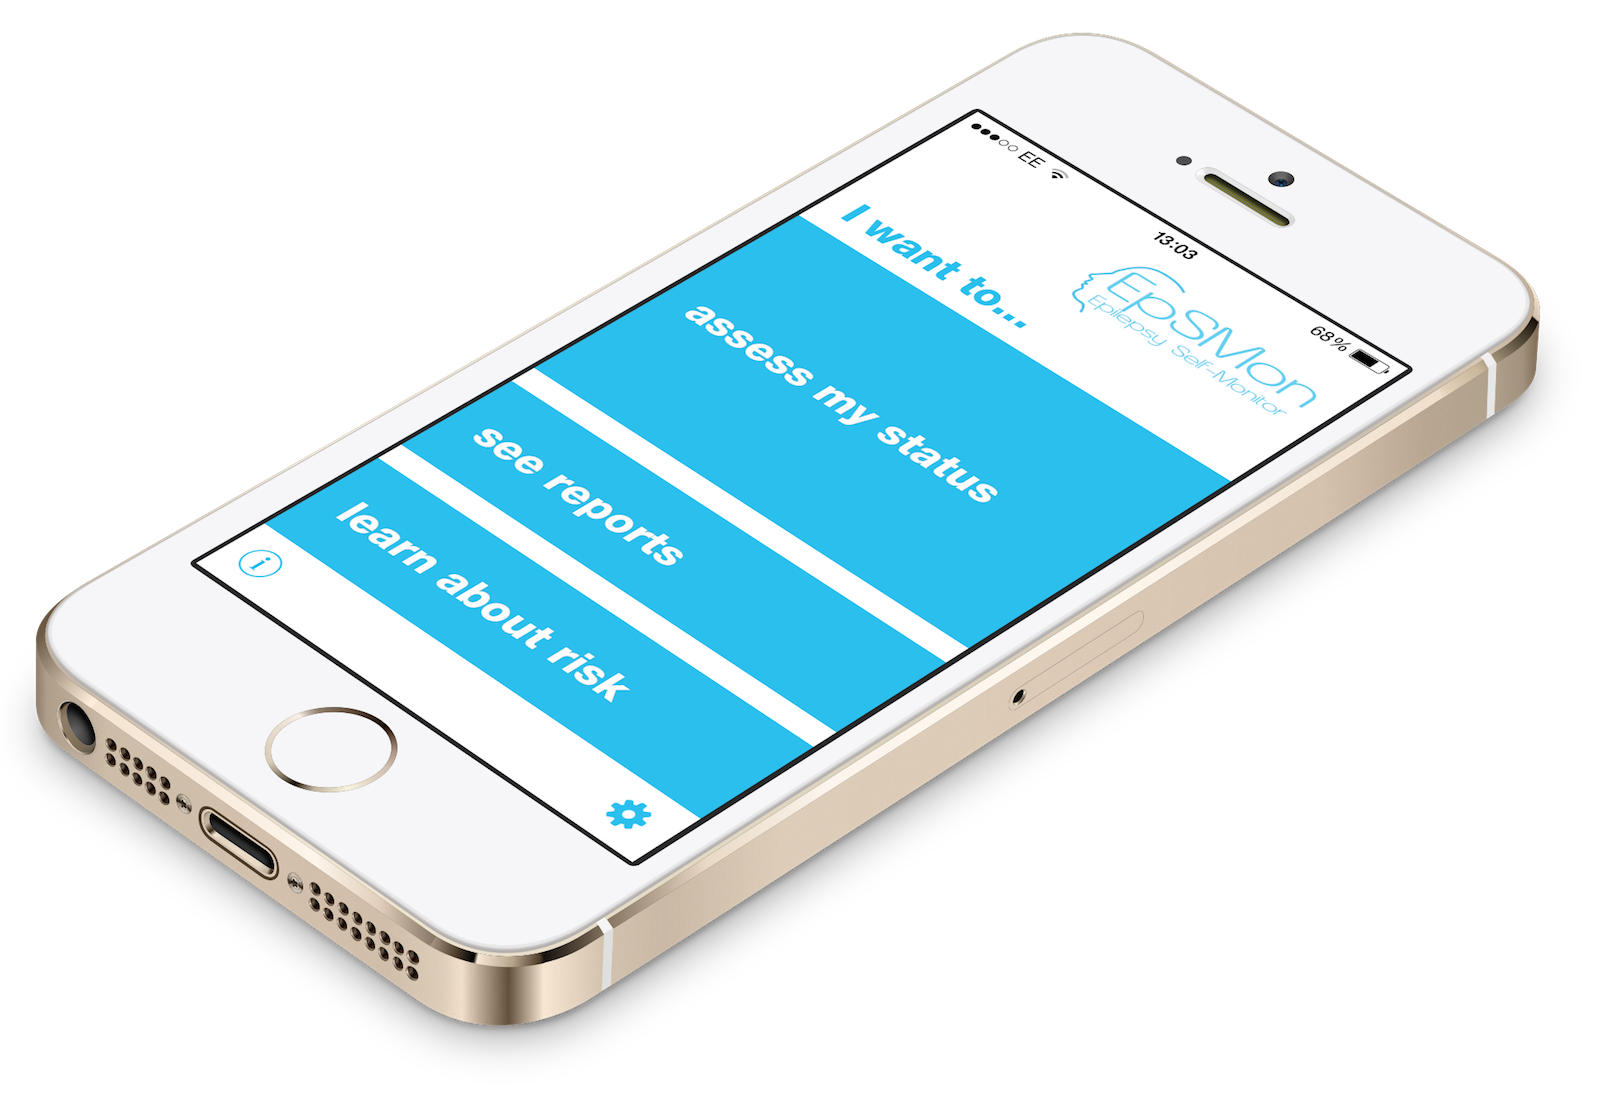 EE
13:03
68%
I want to...
EpSMon
Epilepsy Self-Monitor
assess my status
see reports
learn about risk
i